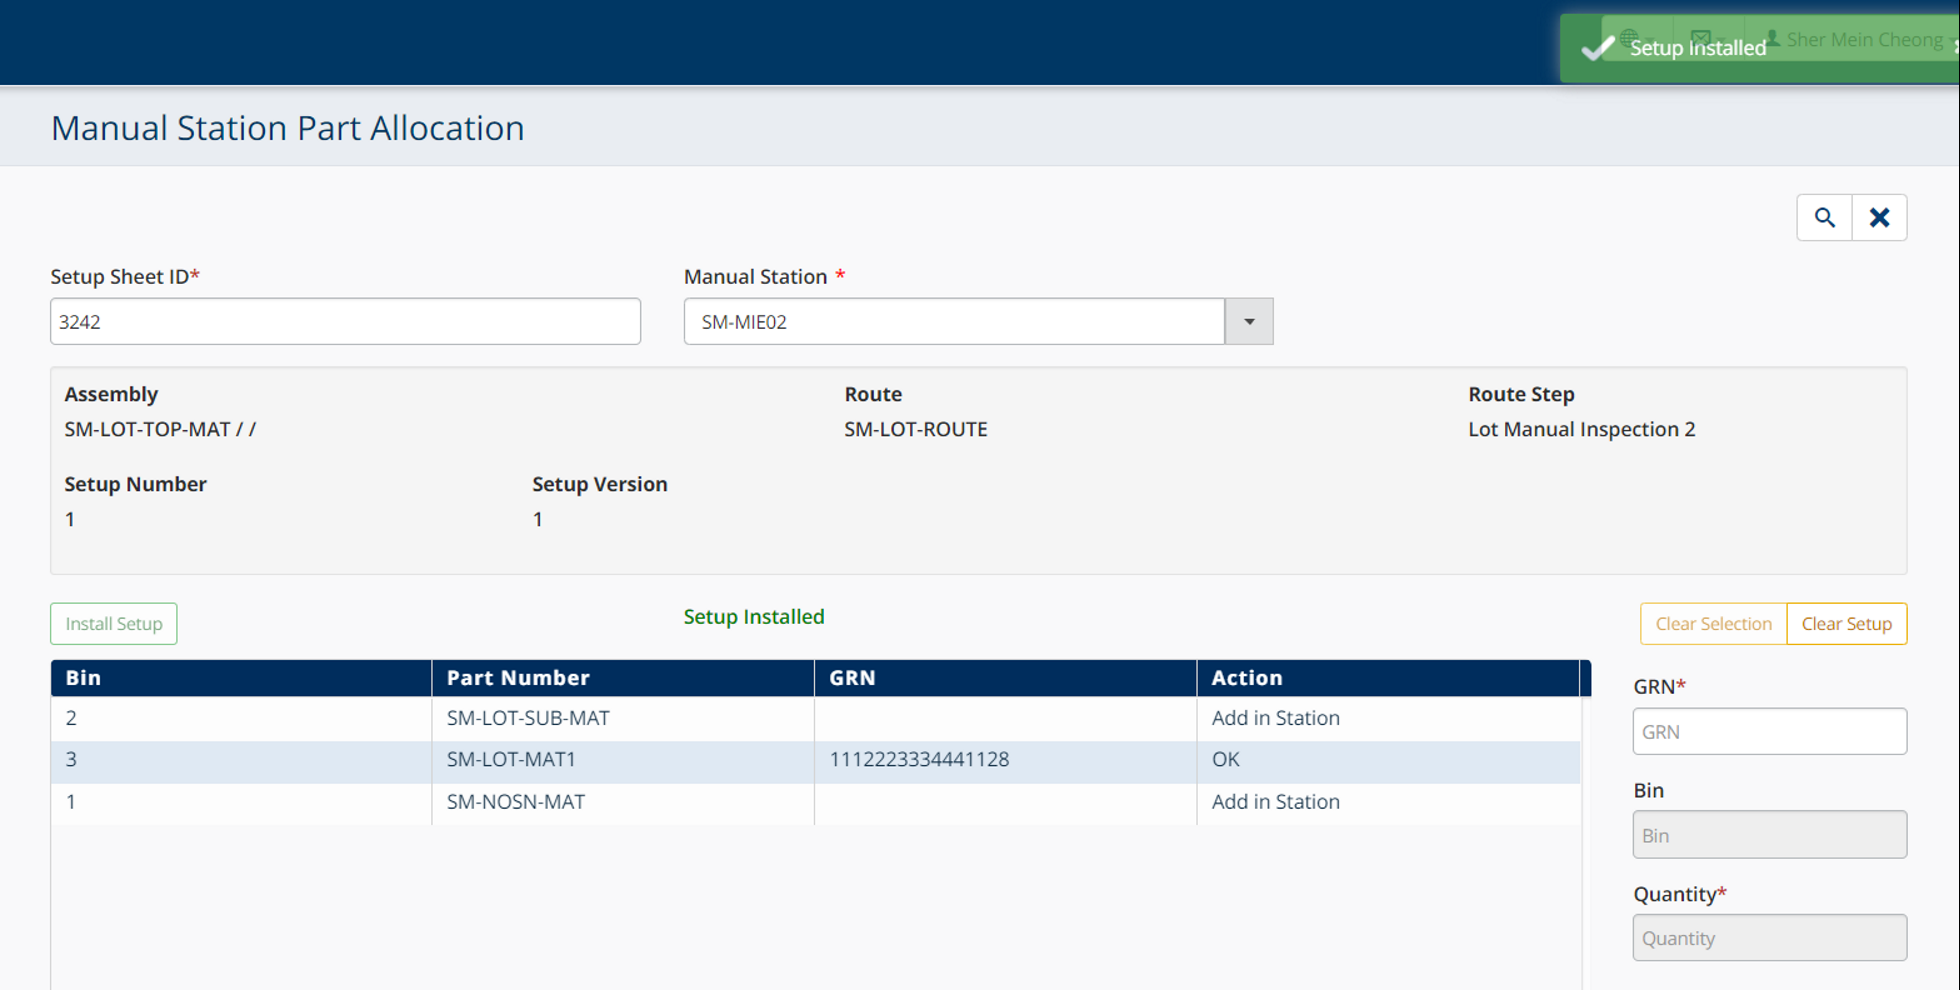 Setup Installed
Sher Mein Cheong
Manual Station Part Allocation
Setup Sheet ID* Manual Station *
3242 SM-MIE02
Assembly Route Route Step
SM-LOT-TOP-MAT / / SM-LOT-ROUTE Lot Manual Inspection 2
Setup Number Setup Version
1 1
Install Setup Setup Installed Clear Selection Clear Setup
Bin Part Number GRN Action
2 SM-LOT-SUB-MAT Add in Station
3 SM-LOT-MAT1 1112223334441128 OK
1 SM-NOSN-MAT Add in Station
GRN*
GRN
Bin
Bin
Quantity*
Quantity